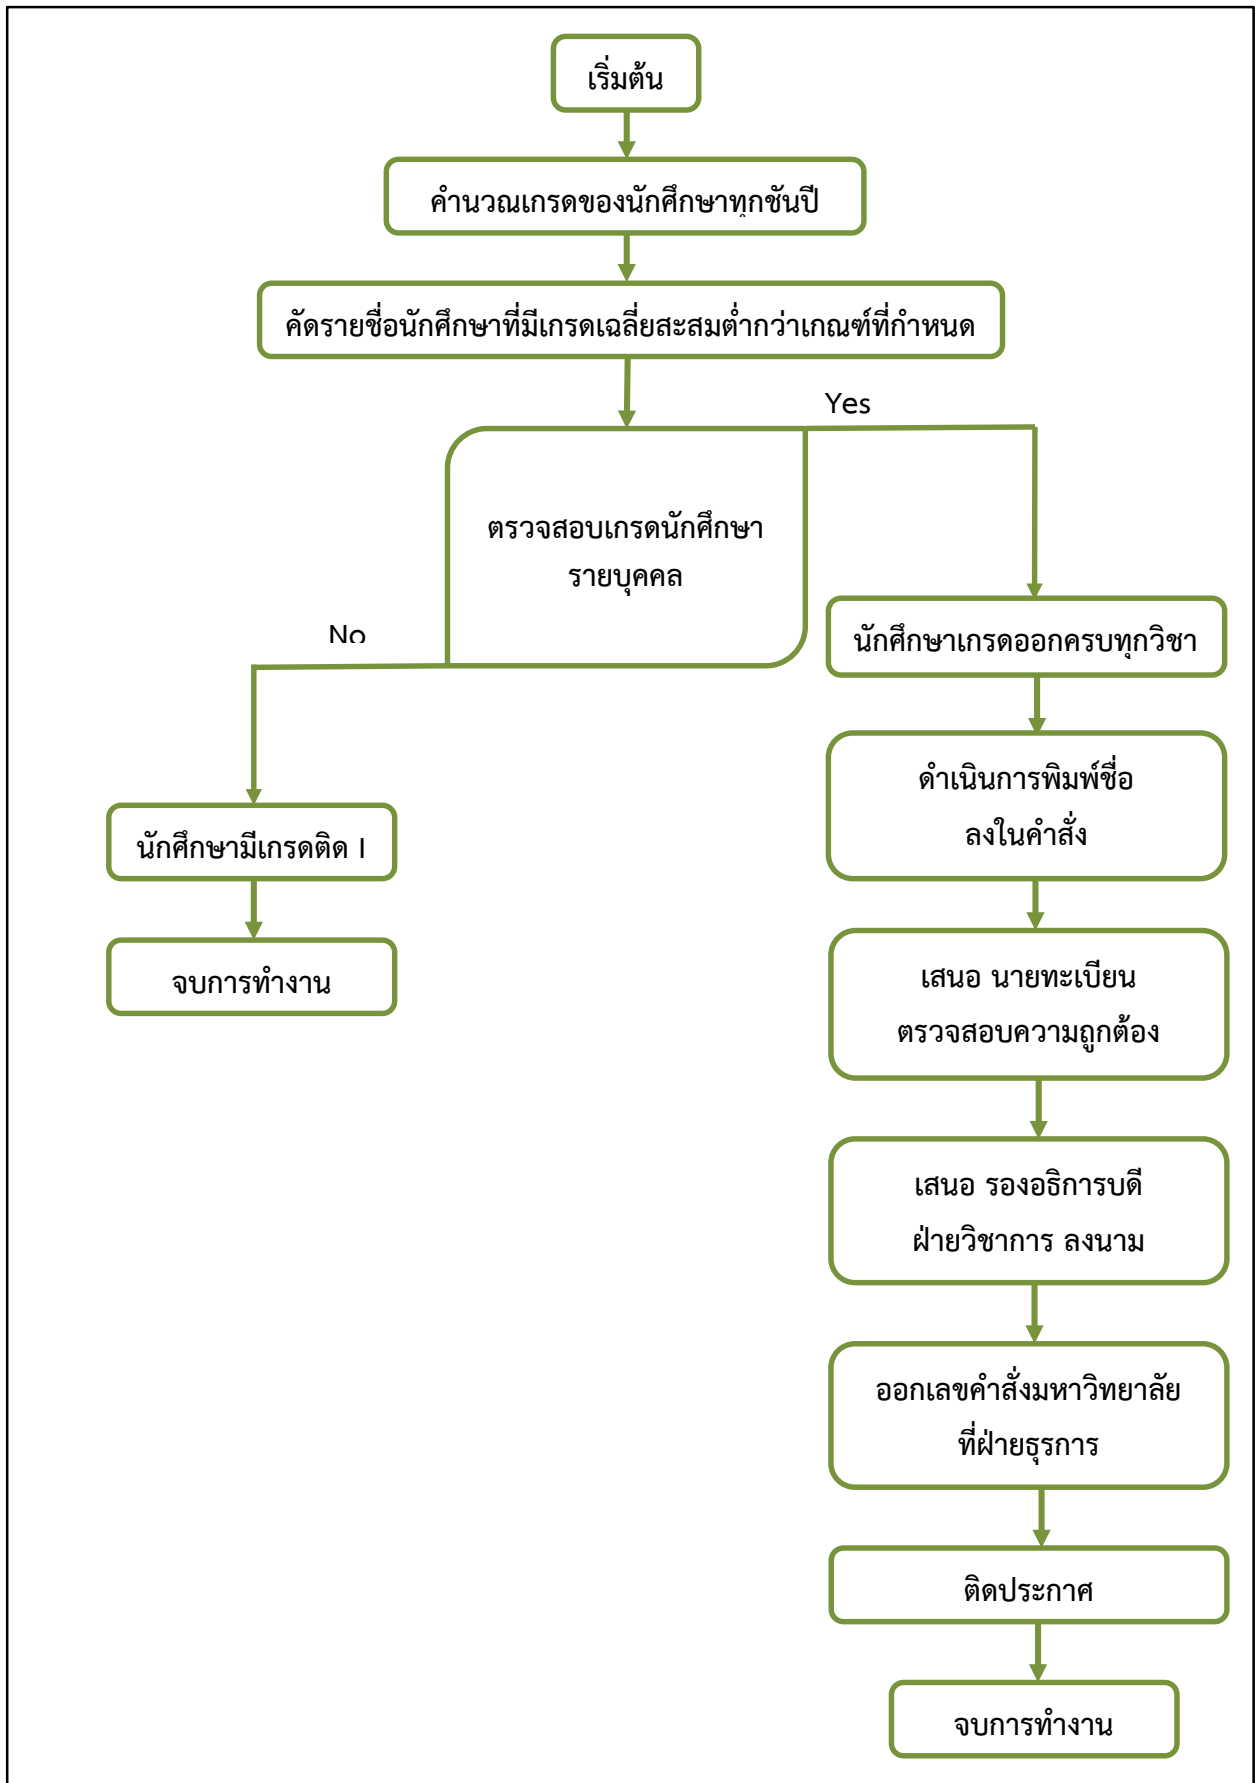 เริ่มต้น
คำนวณเกรดของนักศึกษาทุกชันปี
คัดรายชื่อนักศึกษาที่มีเกรดเฉลี่ยสะสมต่ำกว่าเกณฑ์ที่กำหนด
Yes
ตรวจสอบเกรดนักศึกษา
รายบุคคล
No
นักศึกษาเกรดออกครบทุกวิชา
ดำเนินการพิมพ์ชื่อ
ลงในคำสั่ง
นักศึกษามีเกรดติด I
จบการทำงาน
เสนอ นายทะเบียน
ตรวจสอบความถูกต้อง
เสนอ รองอธิการบดี
ฝ่ายวิชาการ ลงนาม
ออกเลขคำสั่งมหาวิทยาลัย
ที่ฝ่ายธุรการ
ติดประกาศ
จบการทำงาน